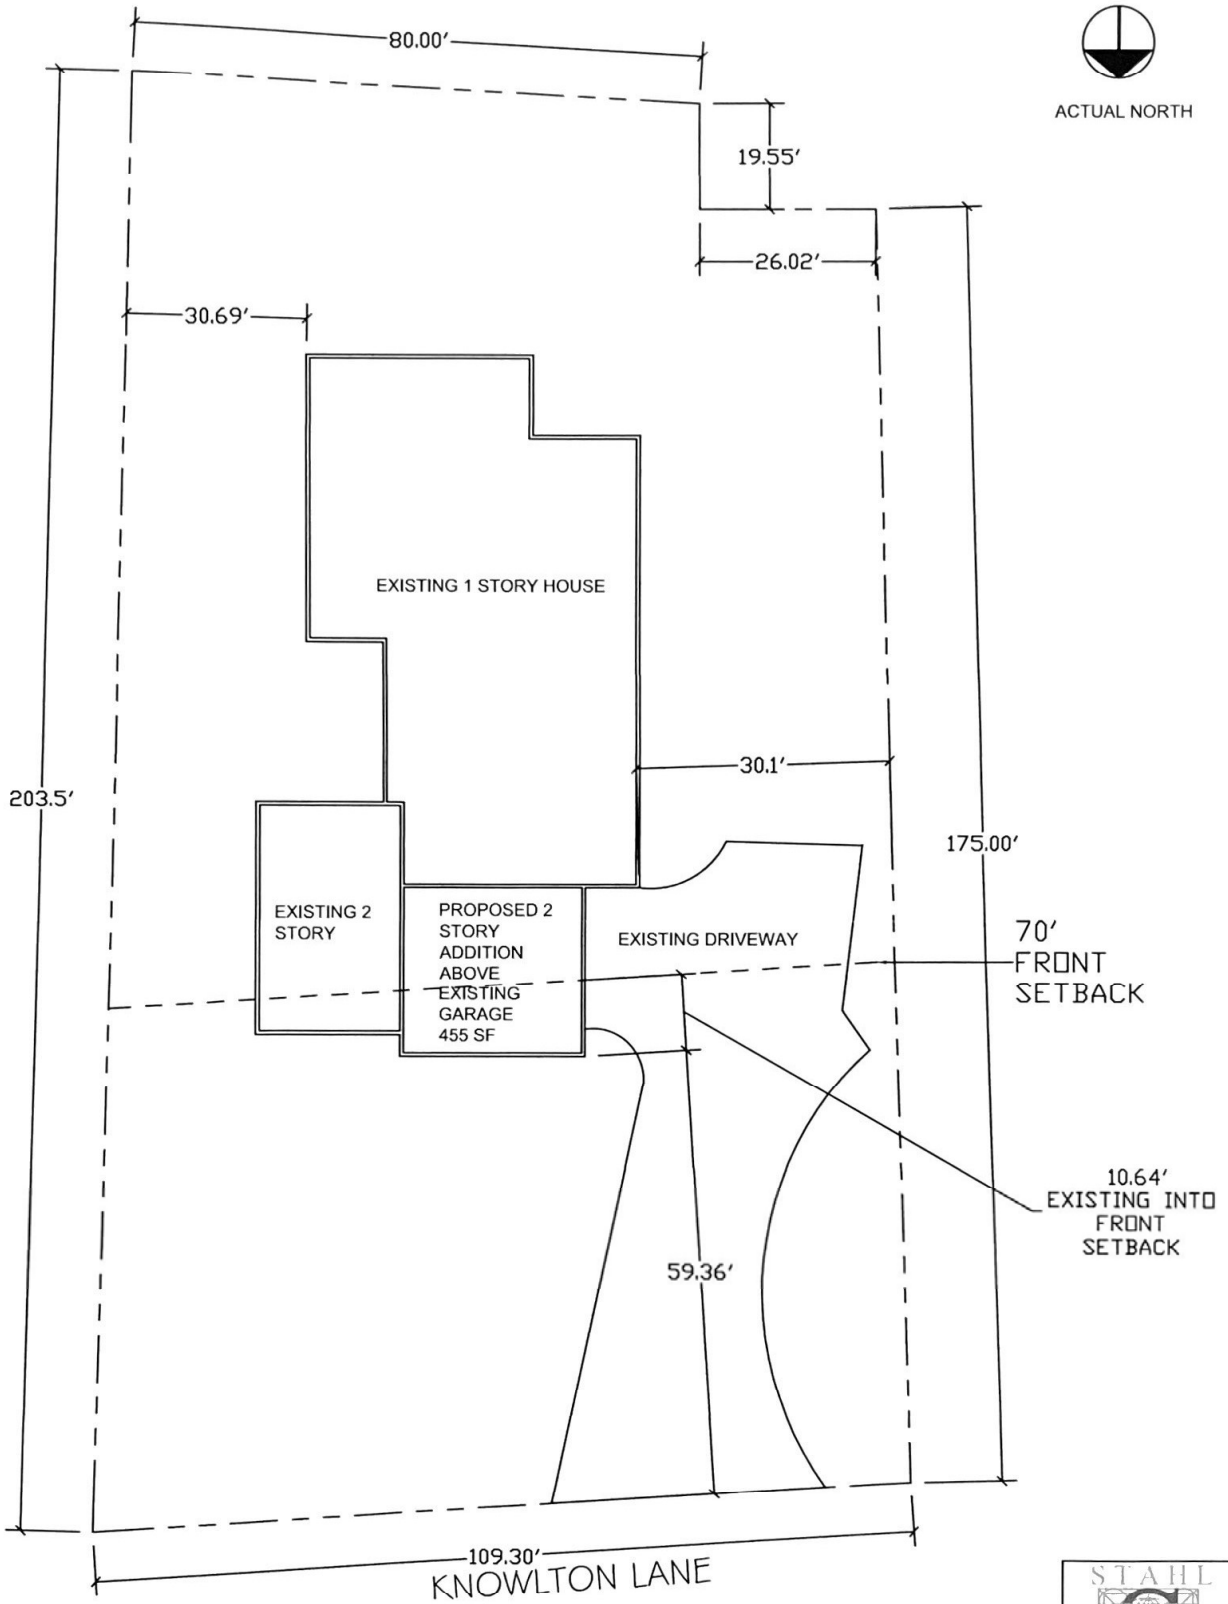 80.00'
ACTUAL NORTH
19.55'
26.02'
30.69'
EXISTING 1 STORY HOUSE
30.1'
203.5'
175.00'
EXISTING 2
STORY
PROPOSED 2
STORY
ADDITION
ABOVE
EXISTING
GARAGE
455 SF
EXISTING DRIVEWAY
70'
FRONT
SETBACK
10.64'
EXISTING INTO
FRONT
SETBACK
59.36'
109.30'
KNOWLTON LANE
STAHL